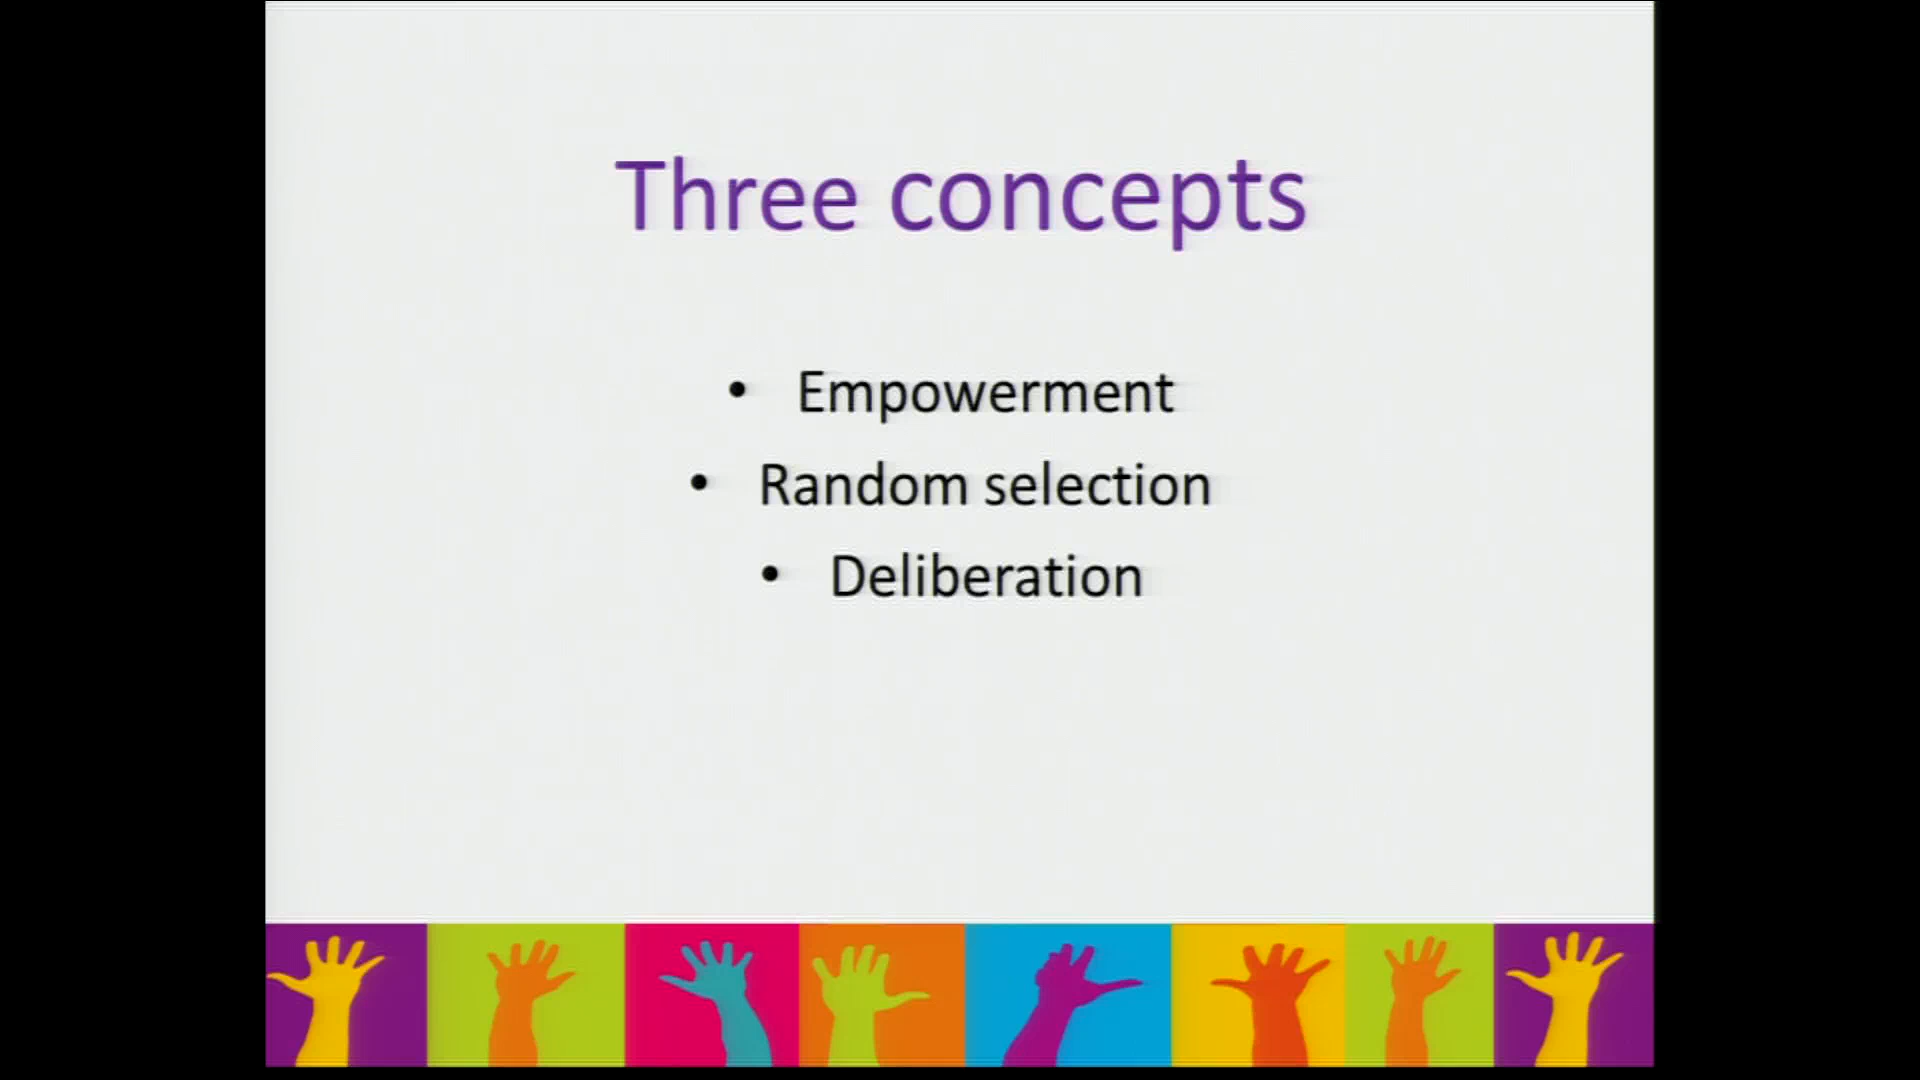 Three concepts
• Empowerment
• Random selection
• Deliberation